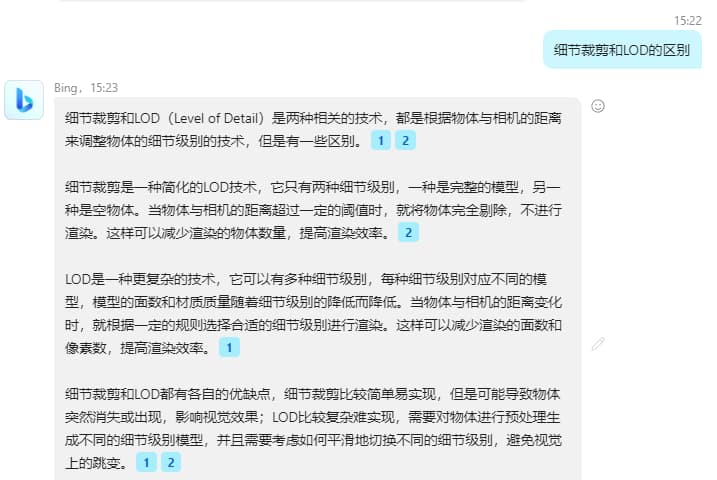 15:22
细节裁剪和LOD的区别
Bing，15:23
细节裁剪和LOD（Level of Detail）是两种相关的技术，都是根据物体与相机的距离
来调整物体的细节级别的技术，但是有一些区别。 1 2
细节裁剪是一种简化的LOD技术，它只有两种细节级别，一种是完整的模型，另一
种是空物体。当物体与相机的距离超过一定的阈值时，就将物体完全剔除，不进行
渲染。这样可以减少渲染的物体数量，提高渲染效率。 2
LOD是一种更复杂的技术，它可以有多种细节级别，每种细节级别对应不同的模
型，模型的面数和材质质量随着细节级别的降低而降低。当物体与相机的距离变化
时，就根据一定的规则选择合适的细节级别进行渲染。这样可以减少渲染的面数和
像素数，提高渲染效率。 1
细节裁剪和LOD都有各自的优缺点，细节裁剪比较简单易实现，但是可能导致物体
突然消失或出现，影响视觉效果；LOD比较复杂难实现，需要对物体进行预处理生
成不同的细节级别模型，并且需要考虑如何平滑地切换不同的细节级别，避免视觉
上的跳变。 1 2